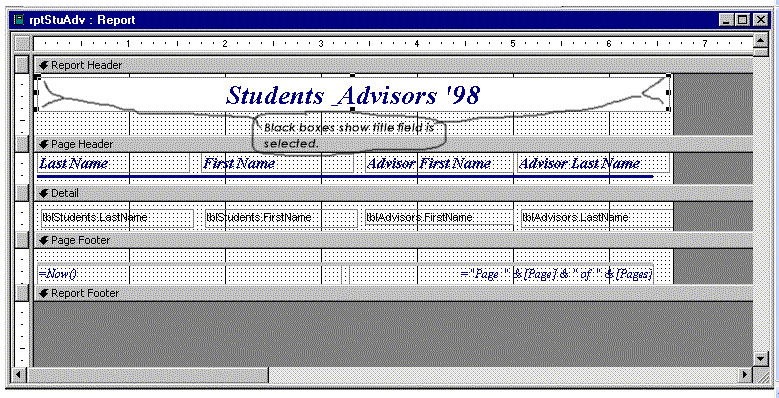 rptStuAdv : Report
1 2 3 4 5 6 7
Report Header
Students _Advisors '98
Black boxes show title field is
selected.
Page Header
Last Name First Name Advisor First Name Advisor Last Name
Detail
tblStudents.LastName tblStudents.FirstName tblAdvisors.FirstName tblAdvisors.LastName
Page Footer
=Now() ="Page " & [Page] & " of " & [Pages]
Report Footer